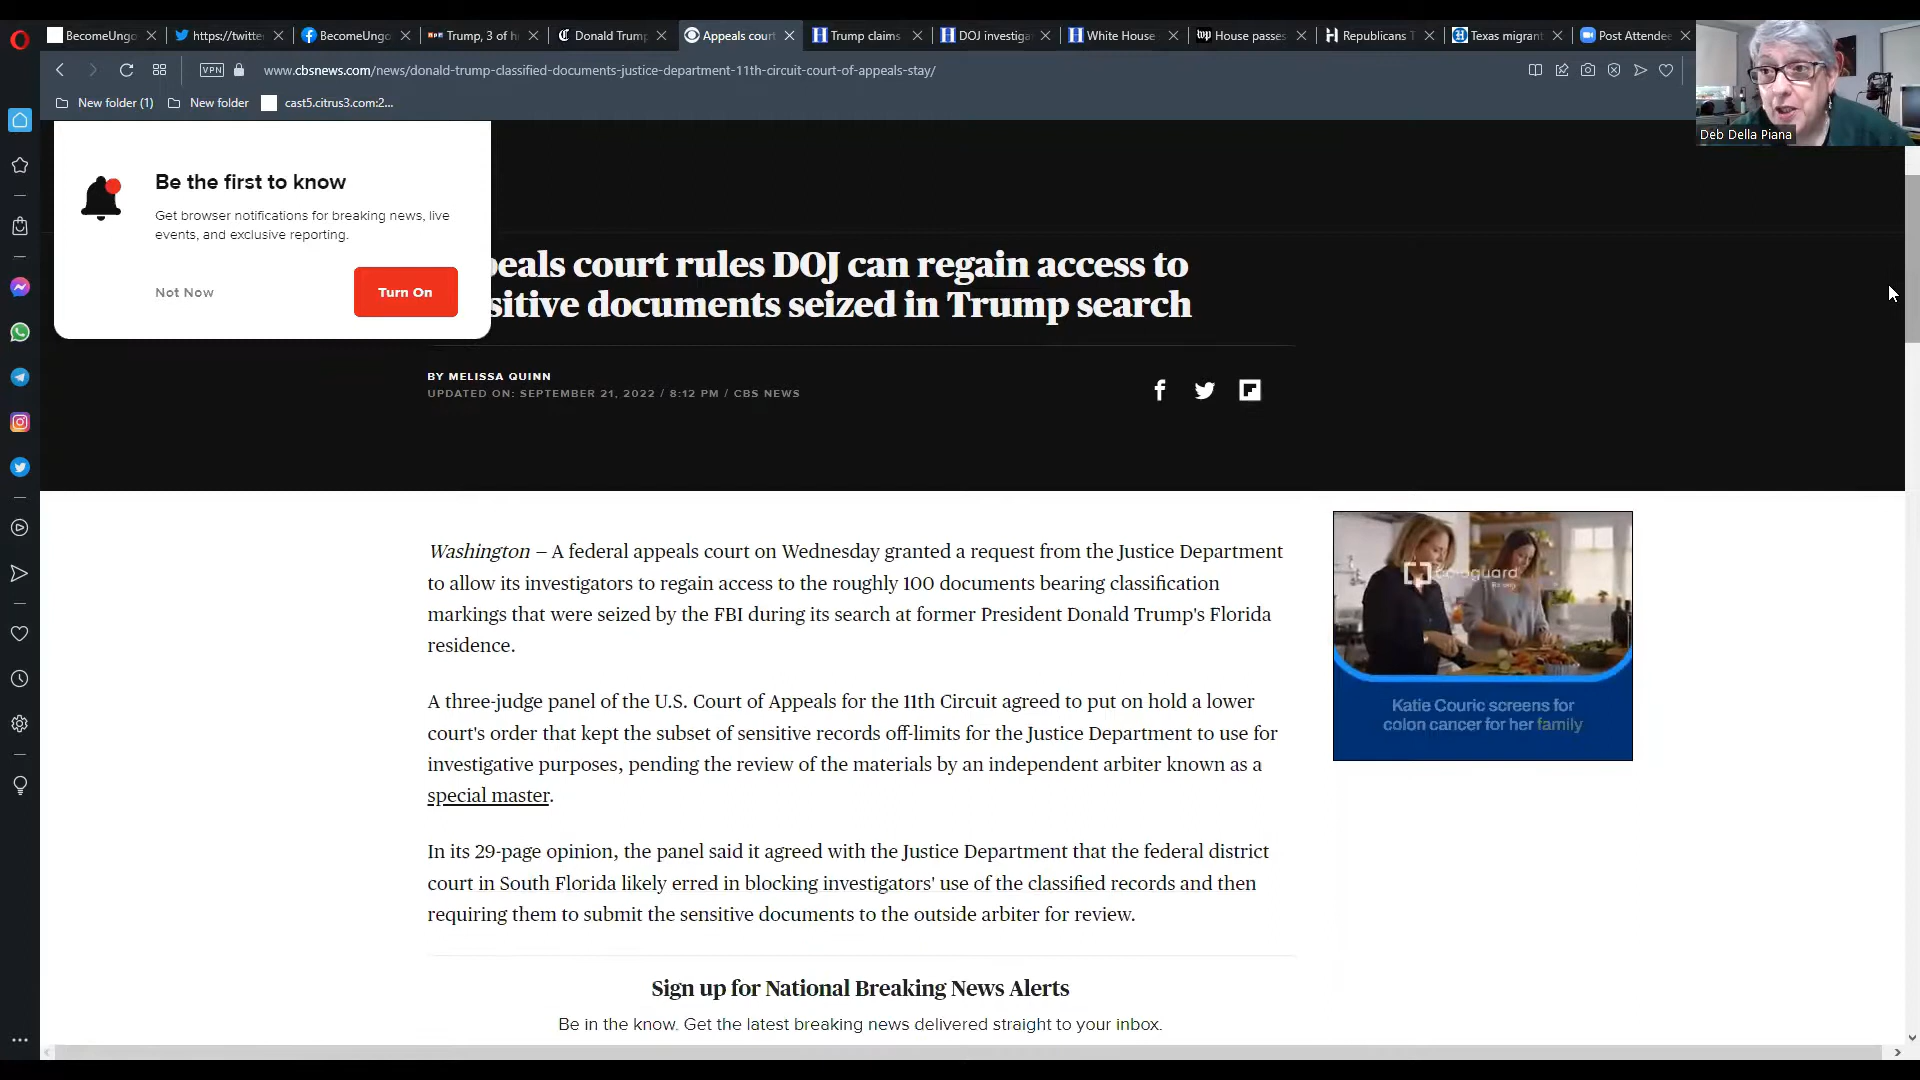 BecomeUngo
https://twitte
BecomeUngo
Trump, 3 of h
Donald Trump
Appeals court
Trump claims
DOJ investiga
White House
House passes
Republicans T
Texas migrant
Post Attendee
VPN
www.cbsnews.com/news/donald-trump-classified-documents-justice-department-11th-circuit-court-of-appeals-stay/
New folder (1)
New folder
cast5.citrus3.com:2...
Deb Della Piana
Be the first to know
Get browser notifications for breaking news, live
events, and exclusive reporting.
Not Now
Turn On
peals court rules DOJ can regain access to
sitive documents seized in Trump search
BY MELISSA QUINN
UPDATED ON: SEPTEMBER 21, 2022 / 8:12 PM / CBS NEWS
Washington — A federal appeals court on Wednesday granted a request from the Justice Department
to allow its investigators to regain access to the roughly 100 documents bearing classification
markings that were seized by the FBI during its search at former President Donald Trump's Florida
residence.
A three-judge panel of the U.S. Court of Appeals for the 11th Circuit agreed to put on hold a lower
court's order that kept the subset of sensitive records off-limits for the Justice Department to use for
investigative purposes, pending the review of the materials by an independent arbiter known as a
special master.
In its 29-page opinion, the panel said it agreed with the Justice Department that the federal district
court in South Florida likely erred in blocking investigators' use of the classified records and then
requiring them to submit the sensitive documents to the outside arbiter for review.
Sign up for National Breaking News Alerts
Be in the know. Get the latest breaking news delivered straight to your inbox.
Katie Couric screens for
colon cancer for her family